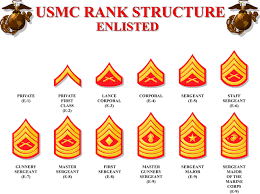 USMC RANK STRUCTURE
ENLISTED
PRIVATE
(E-1)
PRIVATE
FIRST
CLASS
(E-2)
LANCE
CORPORAL
(E-3)
CORPORAL
(E-4)
SERGEANT
(E-5)
STAFF
SERGEANT
(E-6)
GUNNERY
SERGEANT
(E-7)
MASTER
SERGEANT
(E-8)
FIRST
SERGEANT
(E-8)
MASTER
GUNNERY
SERGEANT
(E-9)
SERGEANT
MAJOR
(E-9)
SERGEANT
MAJOR
OF THE
MARINE
CORPS
(E-9)